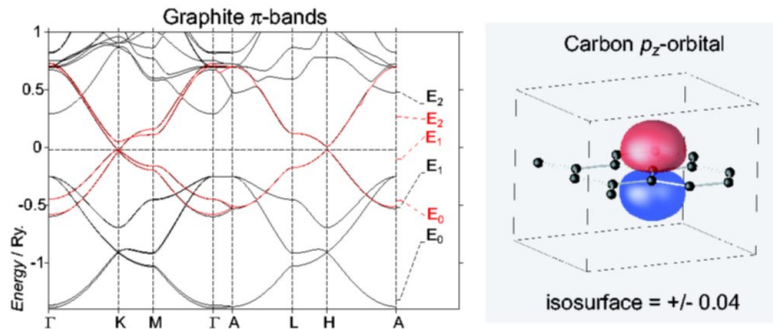 Graphite π-bands
1
0.5
0
-0.5
-1
Energy / Ry.
Γ K M Γ A L H A
E₂
E₂
E₁
E₁
E₀
E₀
Carbon pz-orbital
isosurface = +/- 0.04